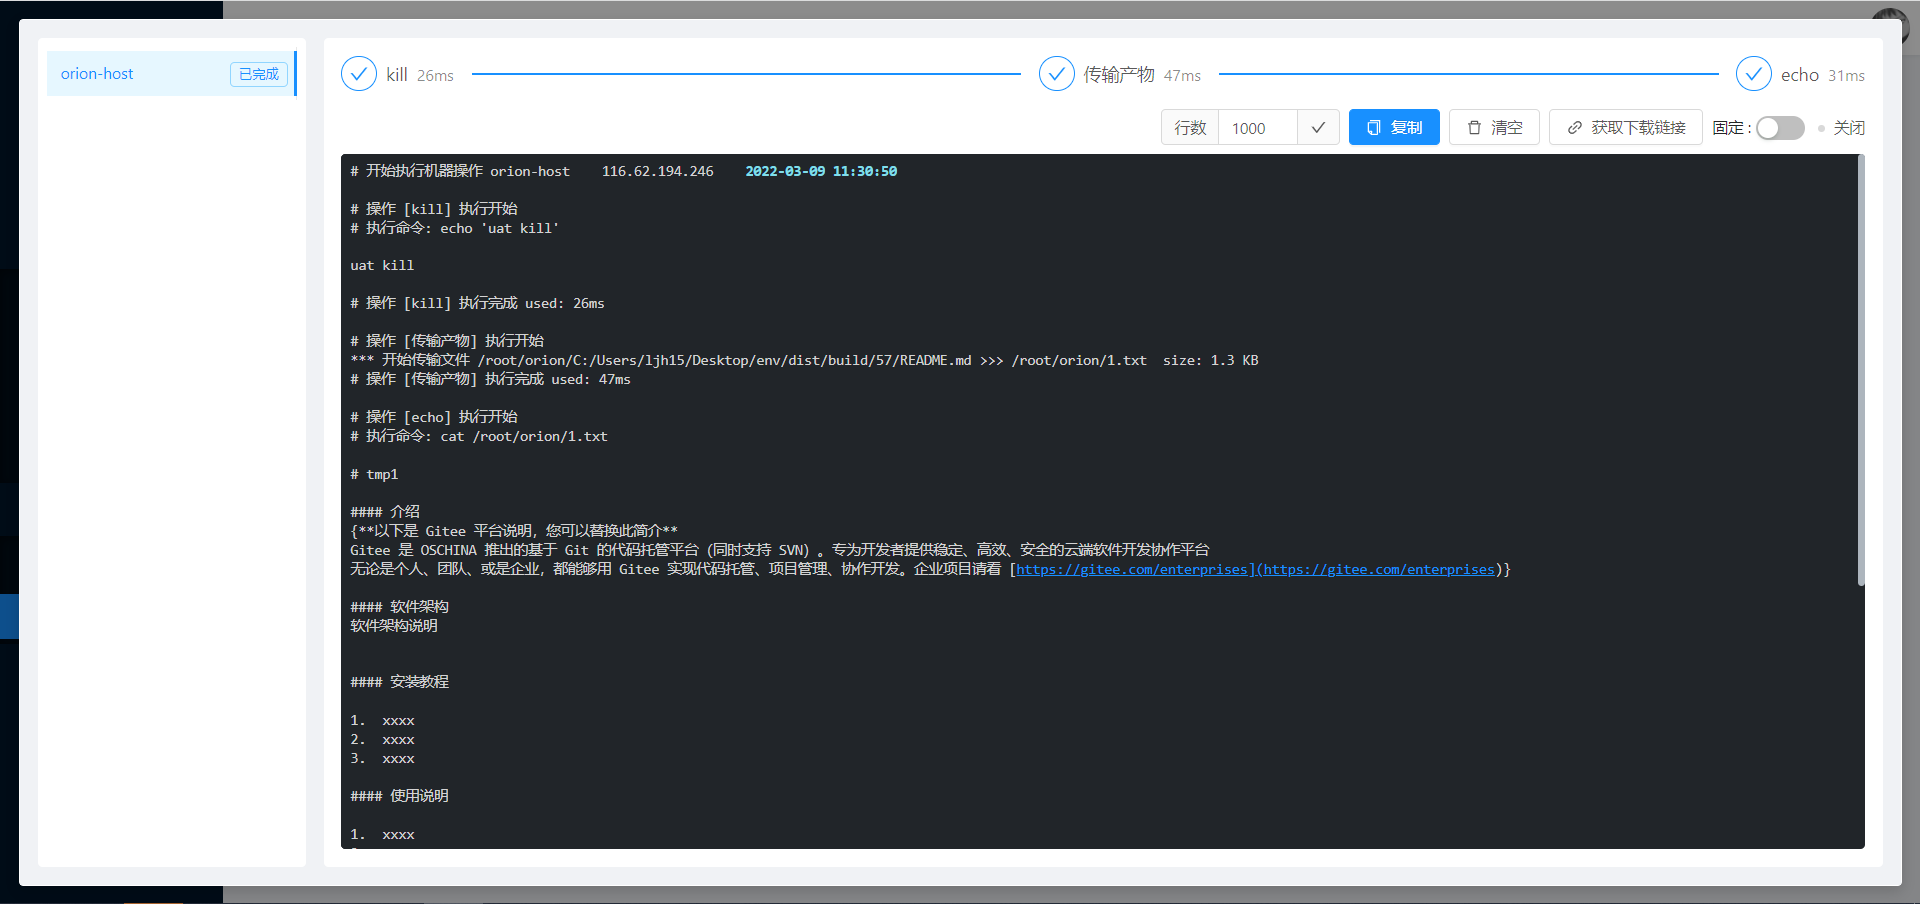 orion-host 已完成
kill 26ms 传输产物 47ms echo 31ms
行数 1000 复制 清空 获取下载链接 固定 : 关闭
# 开始执行机器操作 orion-host 116.62.194.246 2022-03-09 11:30:50
# 操作 [kill] 执行开始
# 执行命令: echo 'uat kill'
uat kill
# 操作 [kill] 执行完成 used: 26ms
# 操作 [传输产物] 执行开始
*** 开始传输文件 /root/orion/C:/Users/ljh15/Desktop/env/dist/build/57/README.md >>> /root/orion/1.txt size: 1.3 KB
# 操作 [传输产物] 执行完成 used: 47ms
# 操作 [echo] 执行开始
# 执行命令: cat /root/orion/1.txt
# tmp1
#### 介绍
{**以下是 Gitee 平台说明，您可以替换此简介**
Gitee 是 OSCHINA 推出的基于 Git 的代码托管平台（同时支持 SVN）。专为开发者提供稳定、高效、安全的云端软件开发协作平台
无论是个人、团队、或是企业，都能够用 Gitee 实现代码托管、项目管理、协作开发。企业项目请看 [https://gitee.com/enterprises](https://gitee.com/enterprises)}
#### 软件架构
软件架构说明
#### 安装教程
1. xxxx
2. xxxx
3. xxxx
#### 使用说明
1. xxxx